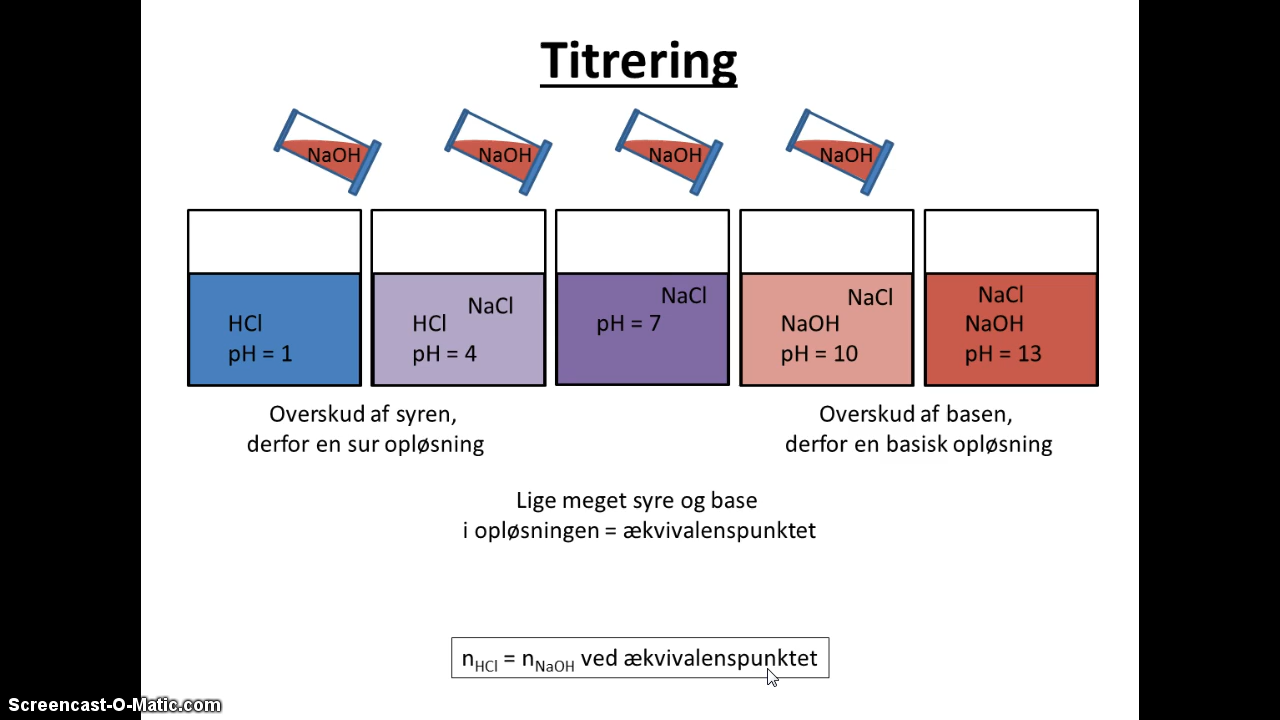 Titrering
NaOH NaOH NaOH NaOH
HCl
pH = 1
NaCl
HCl
pH = 4
NaCl
pH = 7
NaCl
NaOH
pH = 10
NaCl
NaOH
pH = 13
Overskud af syren,
derfor en sur opløsning
Overskud af basen,
derfor en basisk opløsning
Lige meget syre og base
i opløsningen = ækvivalenspunktet
nHCl = nNaOH ved ækvivalenspunktet
Screencast-O-Matic.com